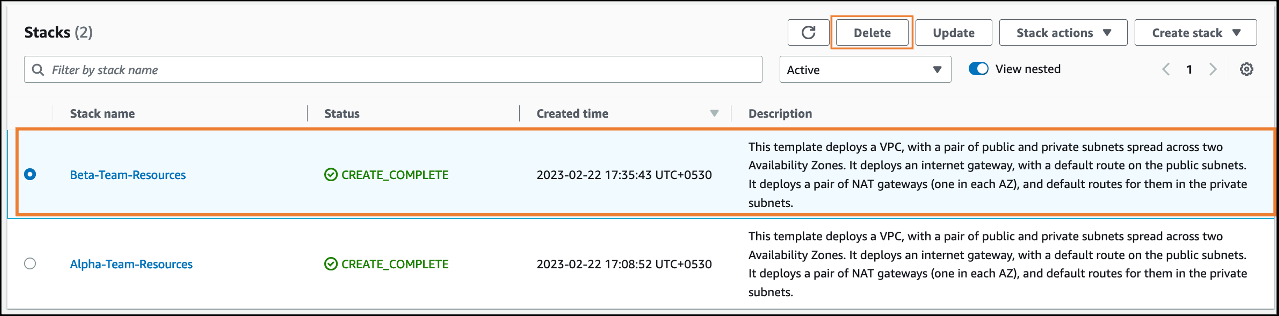 Stacks (2)
Delete
Update
Stack actions
Create stack
Filter by stack name
Active
View nested
1
Stack name
Status
Created time
Description
Beta-Team-Resources
CREATE_COMPLETE
2023-02-22 17:35:43 UTC+0530
This template deploys a VPC, with a pair of public and private subnets spread across two
Availability Zones. It deploys an internet gateway, with a default route on the public subnets.
It deploys a pair of NAT gateways (one in each AZ), and default routes for them in the private
subnets.
Alpha-Team-Resources
CREATE_COMPLETE
2023-02-22 17:08:52 UTC+0530
This template deploys a VPC, with a pair of public and private subnets spread across two
Availability Zones. It deploys an internet gateway, with a default route on the public subnets.
It deploys a pair of NAT gateways (one in each AZ), and default routes for them in the private
subnets.